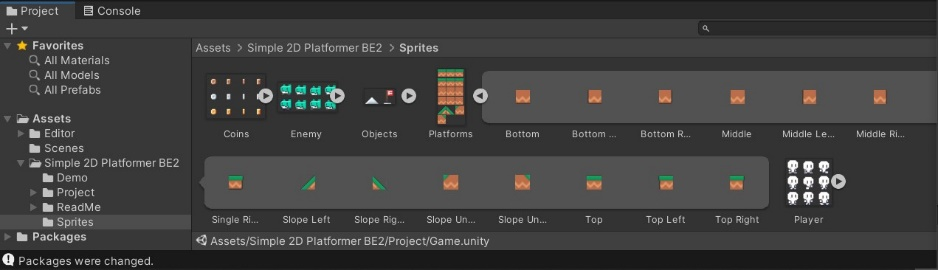 Project
Console
Favorites
All Materials
All Models
All Prefabs
Assets
Editor
Scenes
Simple 2D Platformer BE2
Demo
Project
ReadMe
Sprites
Packages
Assets > Simple 2D Platformer BE2 > Sprites
Coins Enemy Objects Platforms Bottom Bottom ... Bottom R... Middle Middle Le... Middle Ri...
Single Ri... Slope Left Slope Rig... Slope Un... Slope Un... Top Top Left Top Right Player
Assets/Simple 2D Platformer BE2/Project/Game.unity
Packages were changed.